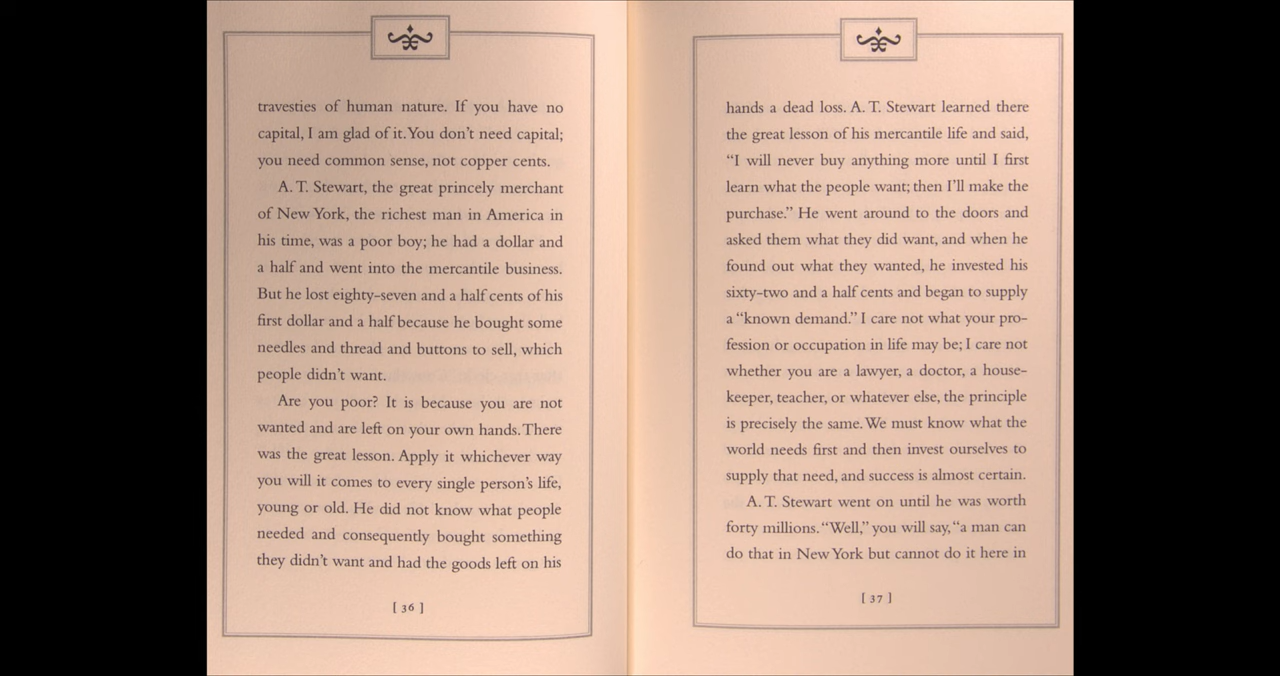 travesties of human nature. If you have no
capital, I am glad of it. You don't need capital;
you need common sense, not copper cents.
A. T. Stewart, the great princely merchant
of New York, the richest man in America in
his time, was a poor boy; he had a dollar and
a half and went into the mercantile business.
But he lost eighty-seven and a half cents of his
first dollar and a half because he bought some
needles and thread and buttons to sell, which
people didn't want.
Are you poor? It is because you are not
wanted and are left on your own hands. There
was the great lesson. Apply it whichever way
you will it comes to every single person's life,
young or old. He did not know what people
needed and consequently bought something
they didn't want and had the goods left on his
[ 36 ]
hands a dead loss. A. T. Stewart learned there
the great lesson of his mercantile life and said,
“I will never buy anything more until I first
learn what the people want; then I'll make the
purchase.” He went around to the doors and
asked them what they did want, and when he
found out what they wanted, he invested his
sixty-two and a half cents and began to supply
a “known demand.” I care not what your pro-
fession or occupation in life may be; I care not
whether you are a lawyer, a doctor, a house-
keeper, teacher, or whatever else, the principle
is precisely the same. We must know what the
world needs first and then invest ourselves to
supply that need, and success is almost certain.
A. T. Stewart went on until he was worth
forty millions. “Well,” you will say, “a man can
do that in New York but cannot do it here in
[ 37 ]